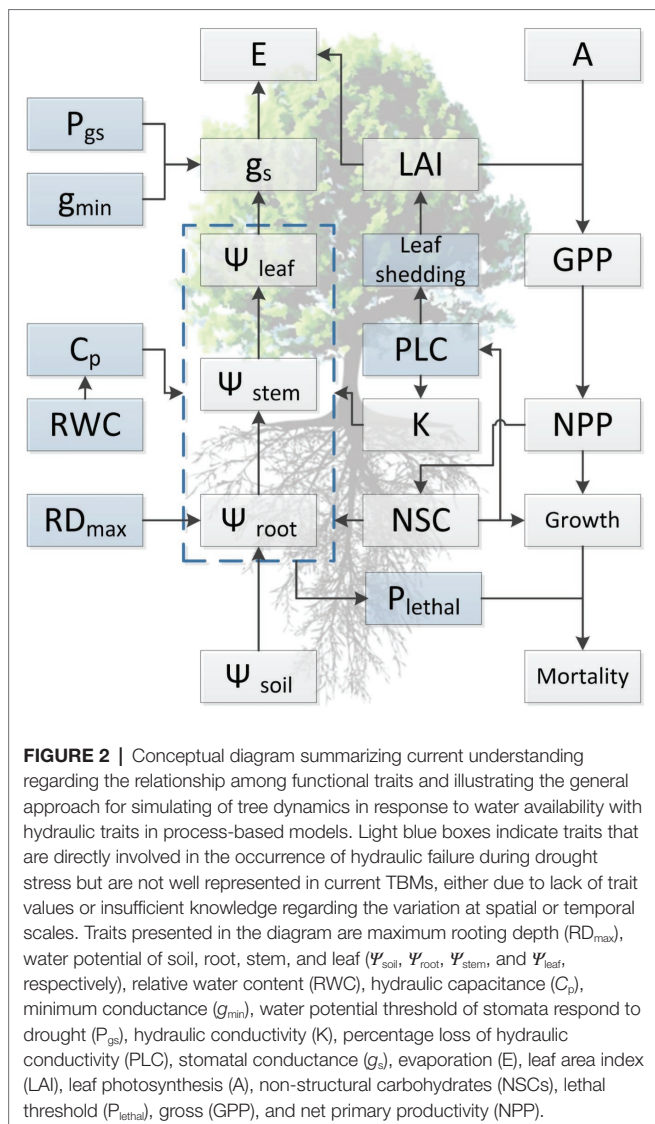 E
A
P gs
g s
LAI
g min
Ψ leaf
Leaf shedding
GPP
C p
PLC
Ψ stem
RWC
K
NPP
RD max
Ψ root
NSC
Growth
P lethal
Ψ soil
Mortality
FIGURE 2 | Conceptual diagram summarizing current understanding
regarding the relationship among functional traits and illustrating the general
approach for simulating of tree dynamics in response to water availability with
hydraulic traits in process-based models. Light blue boxes indicate traits that
are directly involved in the occurrence of hydraulic failure during drought
stress but are not well represented in current TBMs, either due to lack of trait
values or insufficient knowledge regarding the variation at spatial or temporal
scales. Traits presented in the diagram are maximum rooting depth (RDmax),
water potential of soil, root, stem, and leaf (Ψsoil, Ψroot, Ψstem, and Ψleaf,
respectively), relative water content (RWC), hydraulic capacitance (Cp),
minimum conductance (gmin), water potential threshold of stomata respond to
drought (Pgs), hydraulic conductivity (K), percentage loss of hydraulic
conductivity (PLC), stomatal conductance (gs), evaporation (E), leaf area index
(LAI), leaf photosynthesis (A), non-structural carbohydrates (NSCs), lethal
threshold (Plethal), gross (GPP), and net primary productivity (NPP).